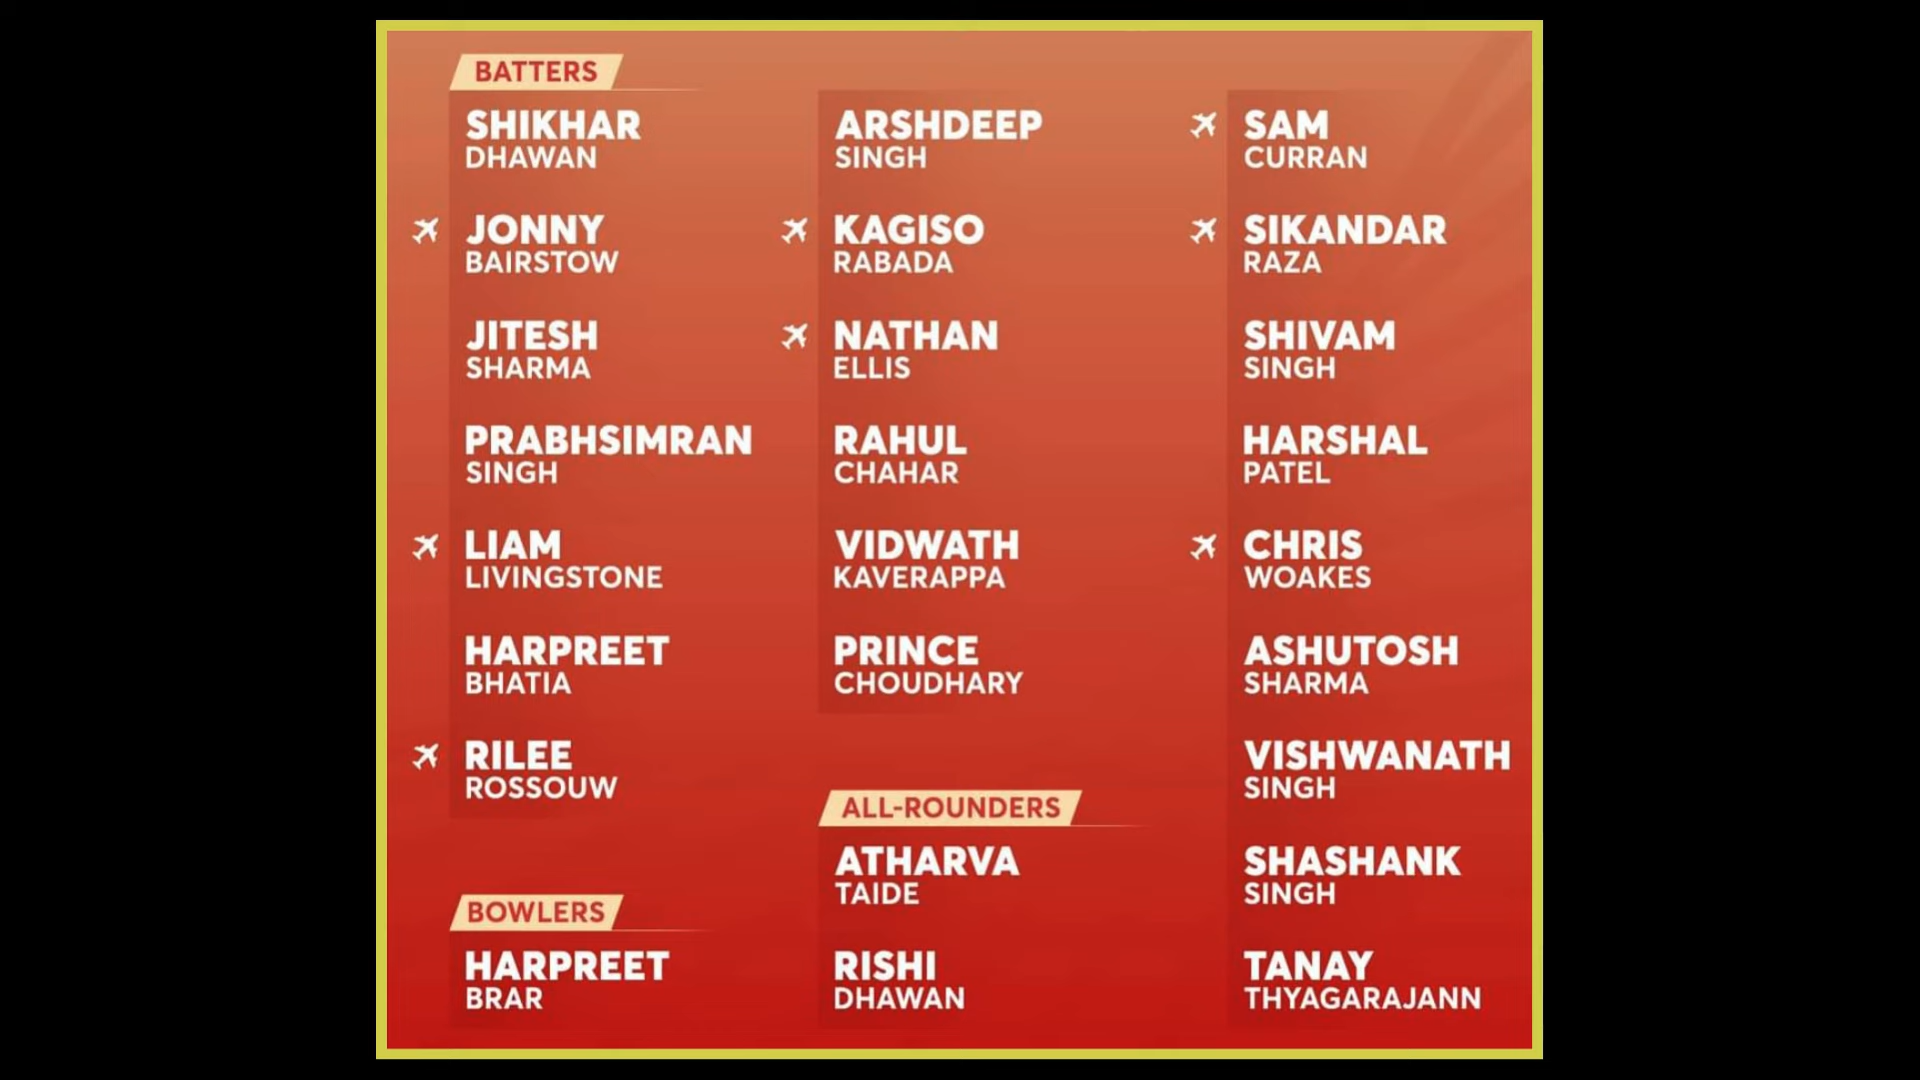 BATTERS
SHIKHAR
DHAWAN
JONNY
BAIRSTOW
JITESH
SHARMA
PRABHSIMRAN
SINGH
LIAM
LIVINGSTONE
HARPREET
BHATIA
RILEE
ROSSOUW
BOWLERS
HARPREET
BRAR
ARSHDEEP
SINGH
KAGISO
RABADA
NATHAN
ELLIS
RAHUL
CHAHAR
VIDWATH
KAVERAPPA
PRINCE
CHOUDHARY
ALL-ROUNDERS
ATHARVA
TAIDE
RISHI
DHAWAN
SAM
CURRAN
SIKANDAR
RAZA
SHIVAM
SINGH
HARSHAL
PATEL
CHRIS
WOAKES
ASHUTOSH
SHARMA
VISHWANATH
SINGH
SHASHANK
SINGH
TANAY
THYAGARAJANN